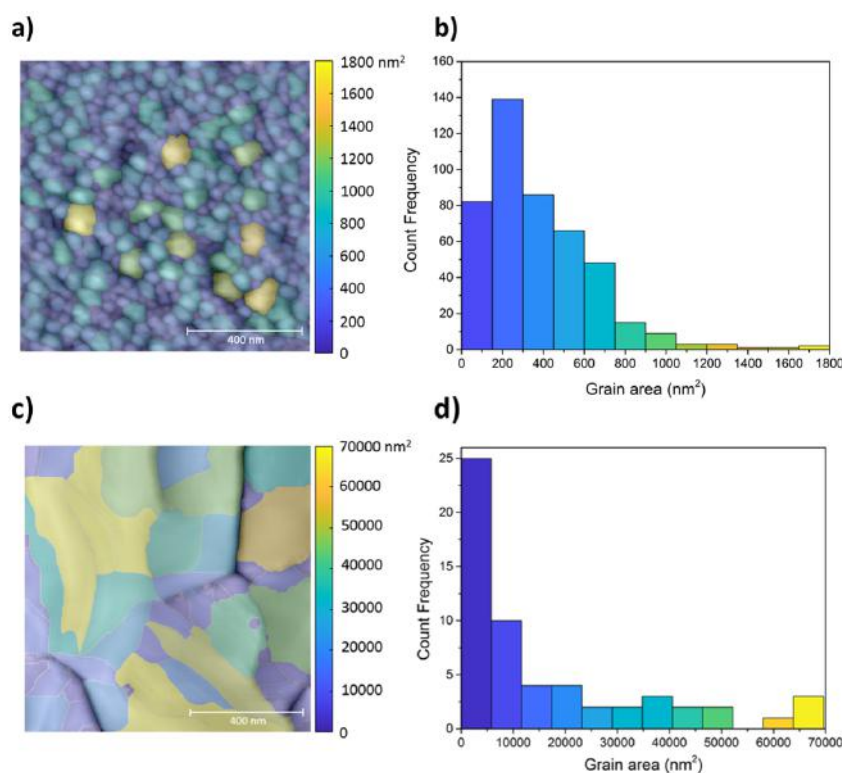 a)
1800 nm²
1600
1400
1200
1000
800
600
400
200
0
400 nm
b)
160
140
120
100
80
60
40
20
0
Count Frequency
0 200 400 600 800 1000 1200 1400 1600 1800
Grain area (nm²)
c)
70000 nm²
60000
50000
40000
30000
20000
10000
0
400 nm
d)
25
20
15
10
5
0
Count Frequency
0 10000 20000 30000 40000 50000 60000 70000
Grain area (nm²)